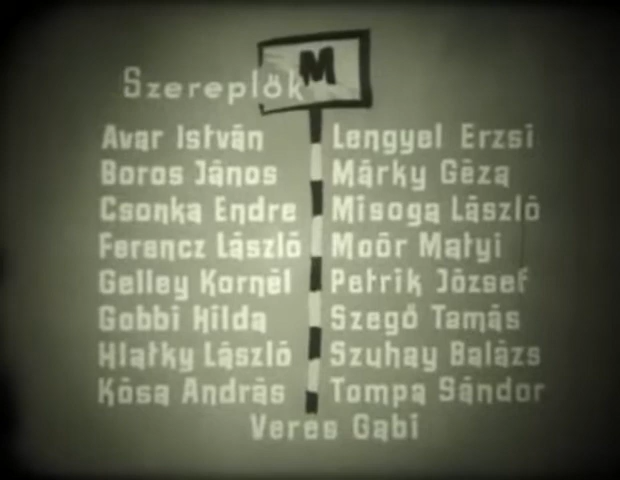 M
Szereplők
Avar István
Boros János
Csonka Endre
Ferencz László
Gelley Kornél
Gobbi Hilda
Hlatky László
Kósa András
Lengyel Erzsi
Márky Géza
Misoga László
Moór Matyi
Petrik József
Szegő Tamás
Szuhay Balázs
Tompa Sándor
Veres Gabi